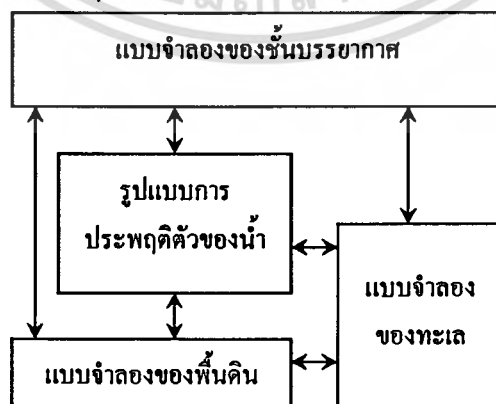 แบบจำลองของชั้นบรรยากาศ
รูปแบบการ
ประพฤติตัวของน้ำ
แบบจำลอง
ของทะเล
แบบจำลองของพื้นดิน